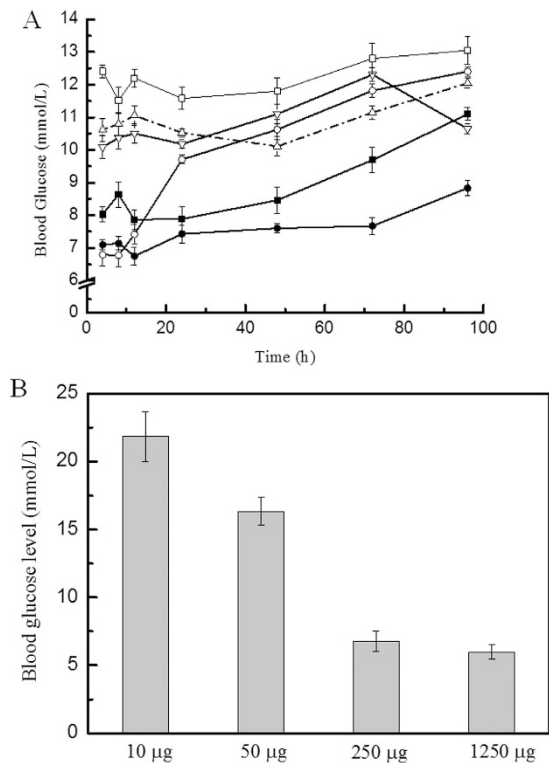 A
Blood Glucose (mmol/L)
14
13
12
11
10
9
8
7
6
0
*
0 20 40 60 80 100
Time (h)
B
Blood glucose level (mmol/L)
25
20
15
10
5
0
10 μg 50 μg 250 μg 1250 μg